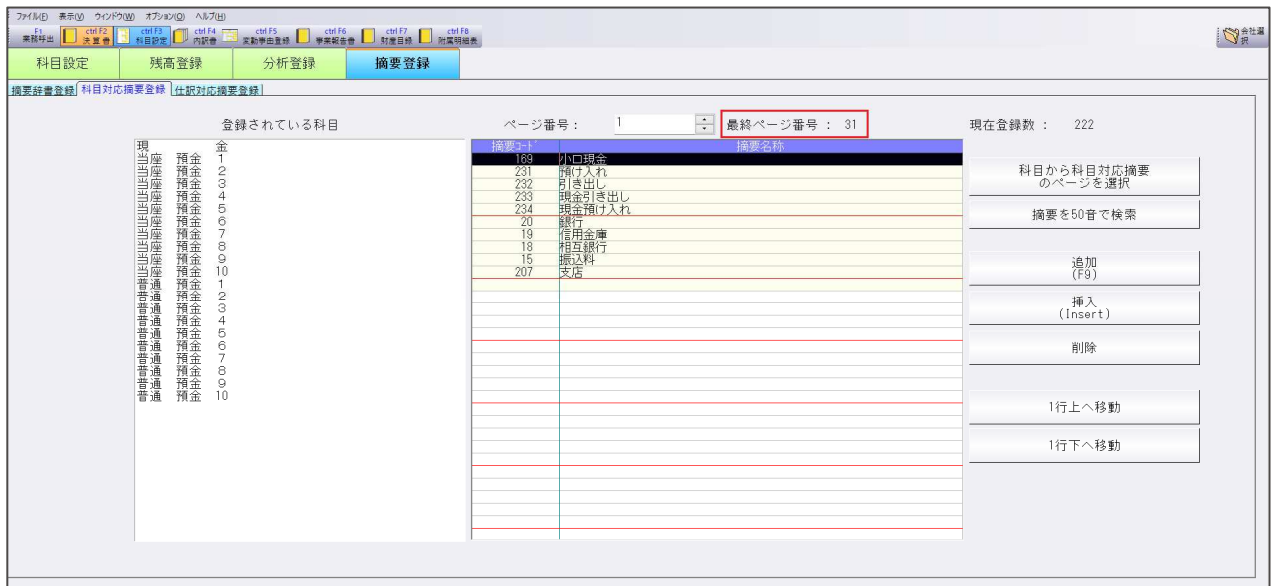 ファイル(F) 表示(V) ウィンドウ(W) オプション(O) ヘルプ(H)
F1 業務呼出 ctrl F2 決算書 ctrl F3 科目設定 ctrl F4 内訳書 ctrl F5 変動事由登録 ctrl F6 事業報告書 ctrl F7 財産目録 ctrl F8 附属明細表 会社選択
科目設定 残高登録 分析登録 摘要登録
摘要辞書登録 科目対応摘要登録 仕訳対応摘要登録
登録されている科目 ページ番号： 1 最終ページ番号 ： 31 現在登録数 ： 222
摘要コード 摘要名称
現 金
当座 預金 1
当座 預金 2
当座 預金 3
当座 預金 4
当座 預金 5
当座 預金 6
当座 預金 7
当座 預金 8
当座 預金 9
当座 預金 10
普通 預金 1
普通 預金 2
普通 預金 3
普通 預金 4
普通 預金 5
普通 預金 6
普通 預金 7
普通 預金 8
普通 預金 9
普通 預金 10
169 小口現金
231 預け入れ
232 引き出し
233 現金引き出し
234 現金預け入れ
20 銀行
19 信用金庫
18 相互銀行
15 振込料
207 支店
科目から科目対応摘要
のページを選択
摘要を50音で検索
追加
(F9)
挿入
(Insert)
削除
1行上へ移動
1行下へ移動